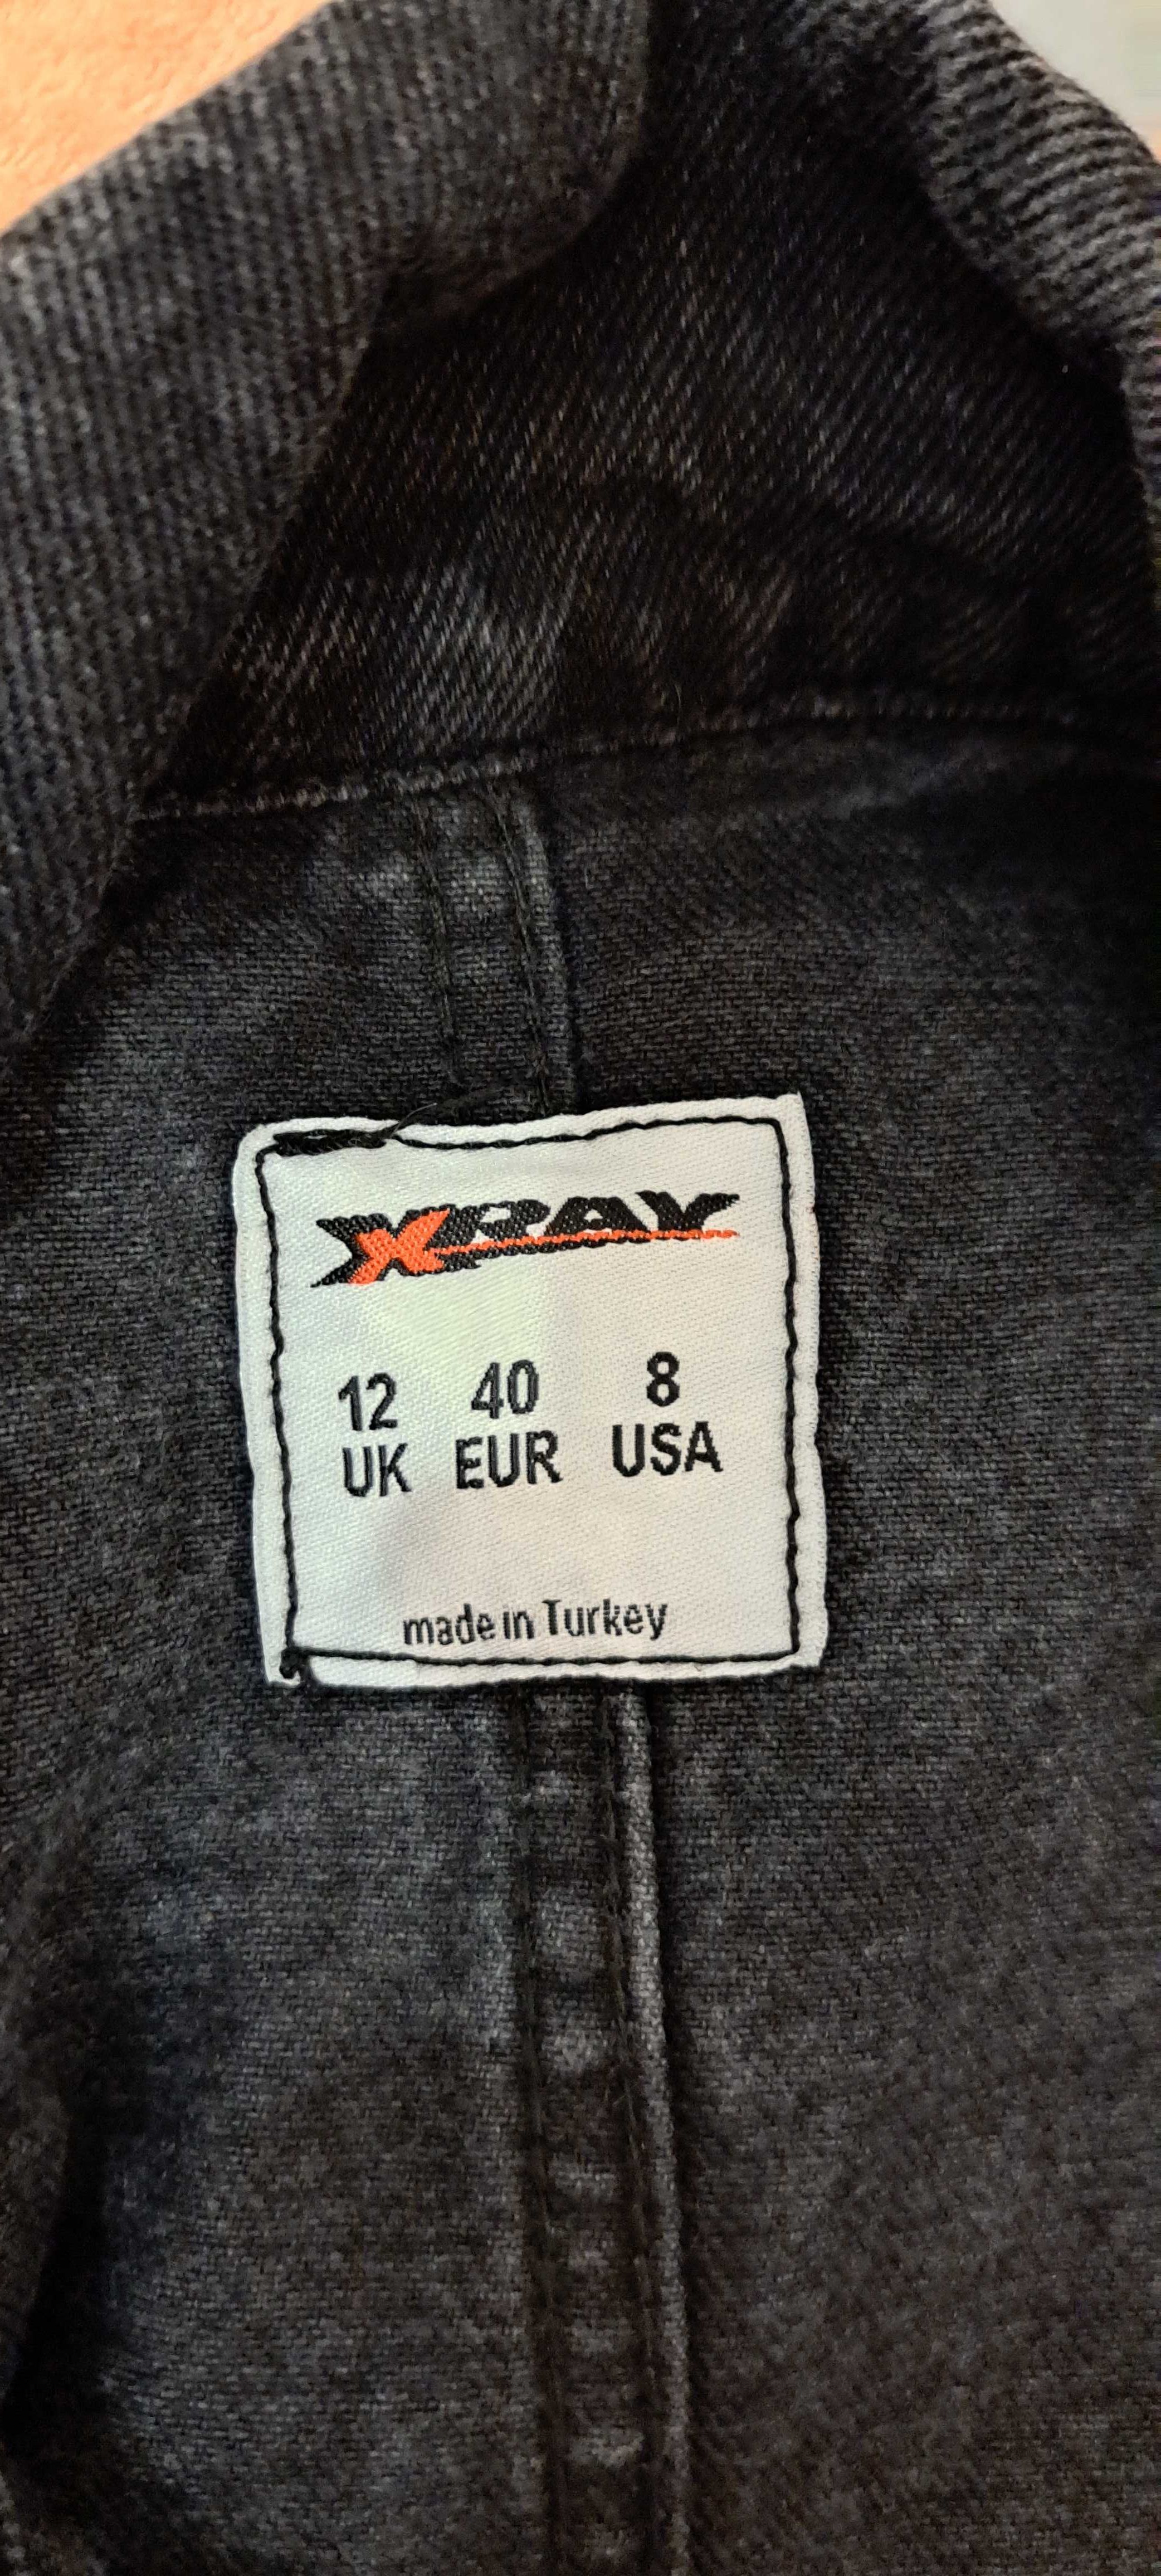 XRAY
12 40 8
UK EUR USA
made in Turkey